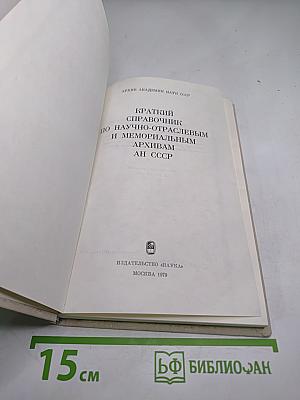 АРХИВ АКАДЕМИИ НАУК СССР
КРАТКИЙ
СПРАВОЧНИК
ПО НАУЧНО-ОТРАСЛЕВЫМ
И МЕМОРИАЛЬНЫМ
АРХИВАМ
АН СССР
ИЗДАТЕЛЬСТВО «НАУКА»
МОСКВА 1979
15 см
БФ БИБЛИОФАН